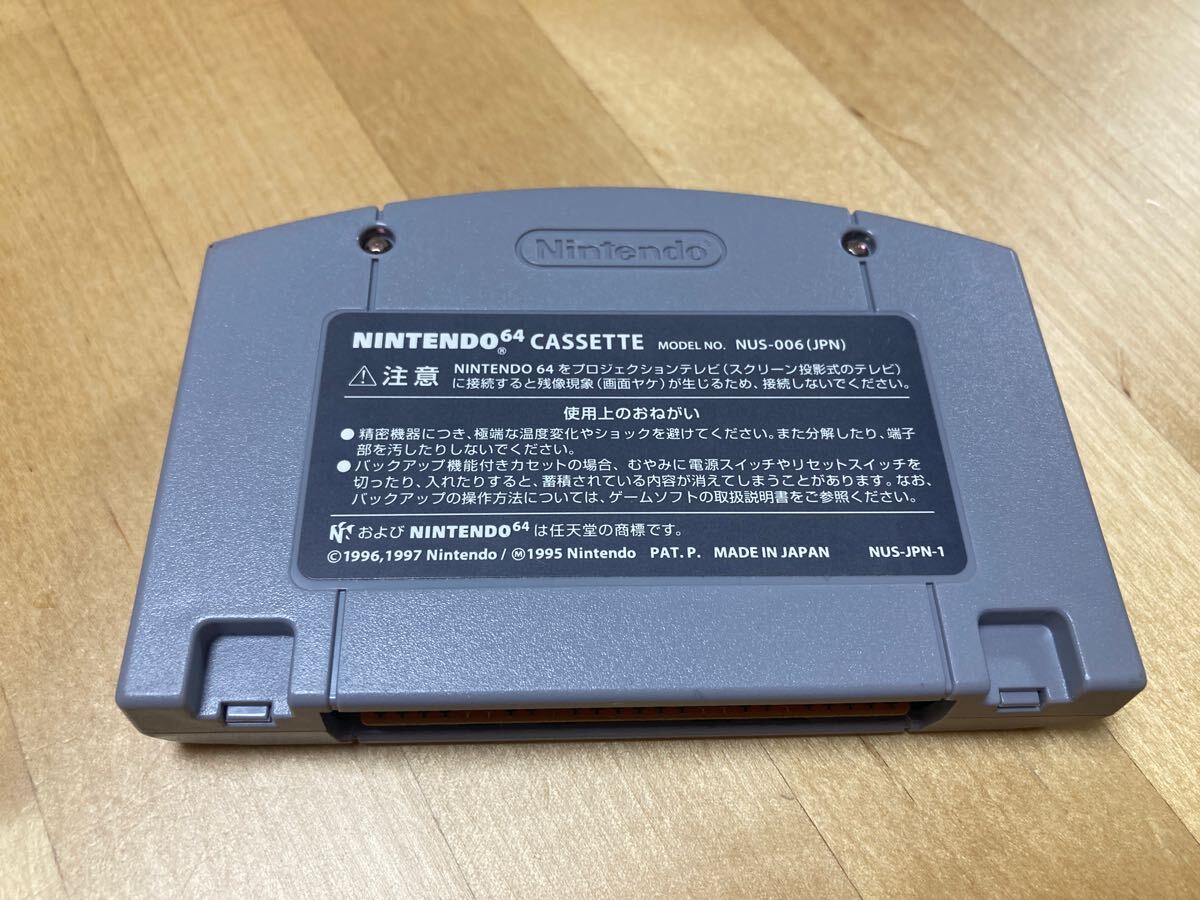 Nintendo
NINTENDO64® CASSETTE MODEL NO. NUS-006(JPN)
⚠注意 NINTENDO 64 をプロジェクションテレビ(スクリーン投影式のテレビ)
に接続すると残像現象(画面ヤケ)が生じるため、接続しないでください。
使用上のおねがい
●精密機器につき、極端な温度変化やショックを避けてください。また分解したり、端子
部を汚したりしないでください。
●バックアップ機能付きカセットの場合、むやみに電源スイッチやリセットスイッチを
切ったり、入れたりすると、蓄積されている内容が消えてしまうことがあります。なお、
バックアップの操作方法については、ゲームソフトの取扱説明書をご参照ください。
および NINTENDO64 は任天堂の商標です。
©1996,1997 Nintendo / Ⓜ1995 Nintendo PAT. P. MADE IN JAPAN NUS-JPN-1